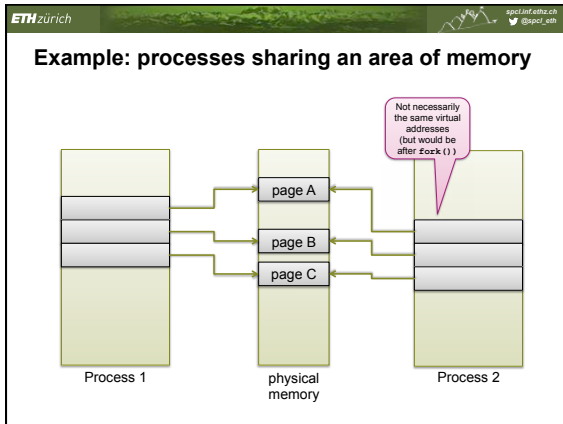 ETH zürich
spcl.inf.ethz.ch
@spcl_eth
Example: processes sharing an area of memory
Not necessarily
the same virtual
addresses
(but would be
after fork())
page A
page B
page C
Process 1
physical
memory
Process 2